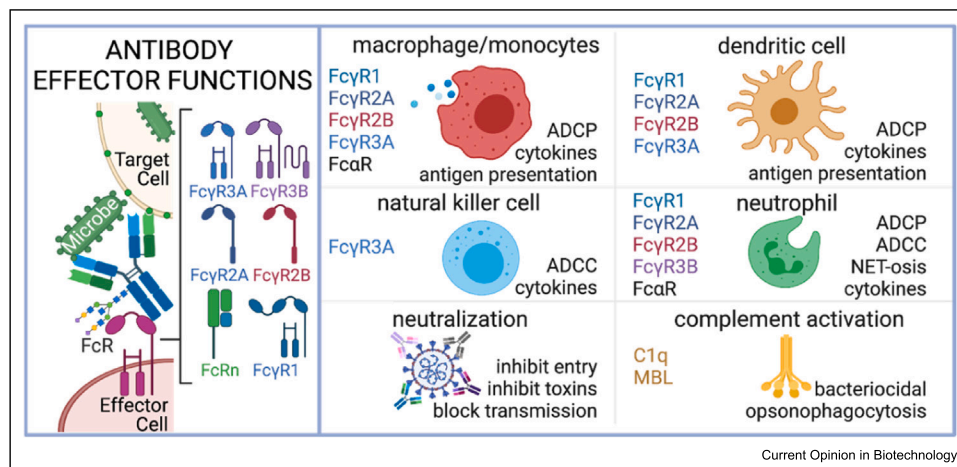 ANTIBODY
EFFECTOR FUNCTIONS
Target
Cell
Microbe
FcR
Effector
Cell
FcγR3A FcγR3B
FcγR2A FcγR2B
FcRn FcγR1
macrophage/monocytes
FcγR1
FcγR2A
FcγR2B
FcγR3A
FcαR
ADCP
cytokines
antigen presentation
dendritic cell
FcγR1
FcγR2A
FcγR2B
FcγR3A
ADCP
cytokines
antigen presentation
natural killer cell
FcγR3A
ADCC
cytokines
neutrophil
FcγR1
FcγR2A
FcγR2B
FcγR3B
FcαR
ADCP
ADCC
NET-osis
cytokines
neutralization
inhibit entry
inhibit toxins
block transmission
complement activation
C1q
MBL
bacteriocidal
opsonophagocytosis
Current Opinion in Biotechnology